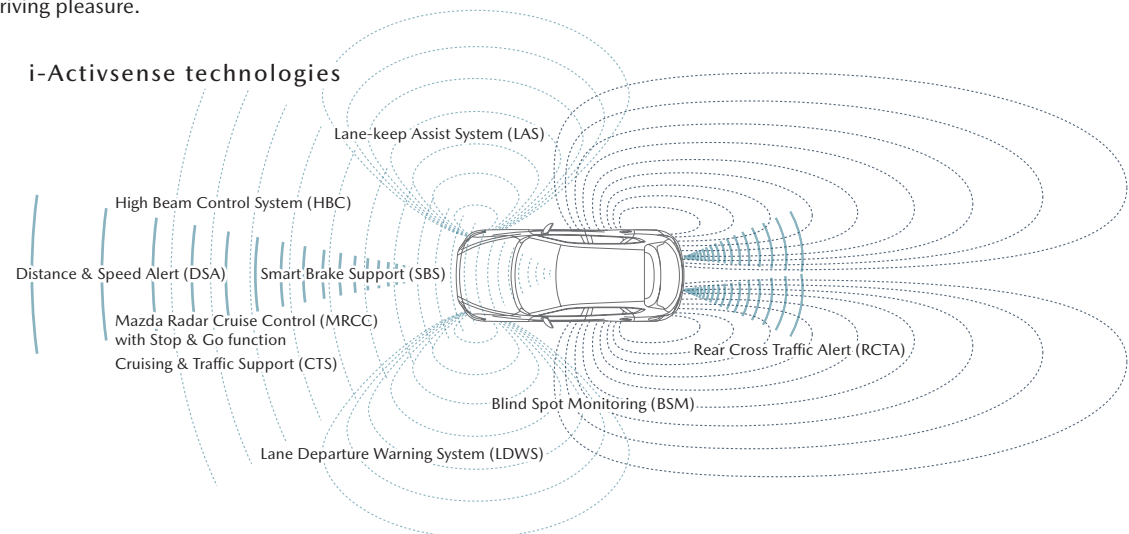 riving pleasure.
i-Activsense technologies
Lane-keep Assist System (LAS)
High Beam Control System (HBC)
Distance & Speed Alert (DSA)
Smart Brake Support (SBS)
Mazda Radar Cruise Control (MRCC)
with Stop & Go function
Cruising & Traffic Support (CTS)
Rear Cross Traffic Alert (RCTA)
Blind Spot Monitoring (BSM)
Lane Departure Warning System (LDWS)